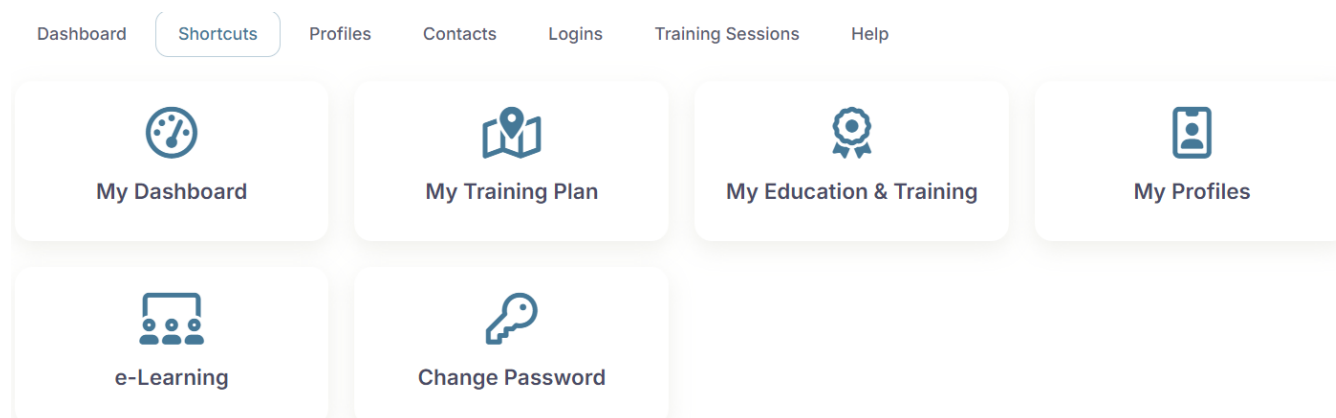 Dashboard Shortcuts Profiles Contacts Logins Training Sessions Help
My Dashboard My Training Plan My Education & Training My Profiles
e-Learning Change Password